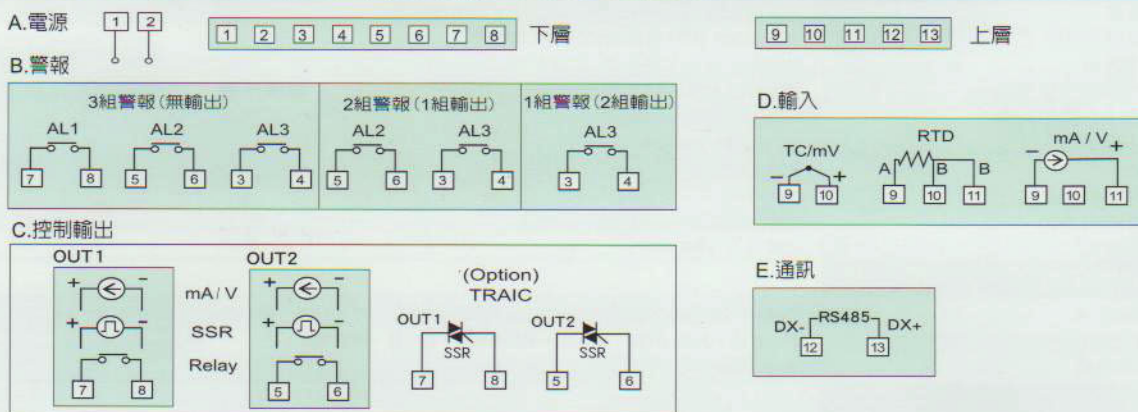 A.電源 1 2
1 2 3 4 5 6 7 8 下層
9 10 11 12 13 上層
B.警報
3組警報(無輸出)
AL1 AL2 AL3
7 8 5 6 3 4
2組警報(1組輸出)
AL2 AL3
5 6 3 4
1組警報(2組輸出)
AL3
3 4
C.控制輸出
OUT1
+ -
mA / V
+ -
SSR
Relay
7 8
OUT2
+ -
+ -
5 6
(Option)
TRAIC
OUT1
SSR
7 8
OUT2
SSR
5 6
D.輸入
TC/mV
- +
9 10
RTD
A B B
9 10 11
mA / V
- +
9 10 11
E.通訊
DX- RS485 DX+
12 13